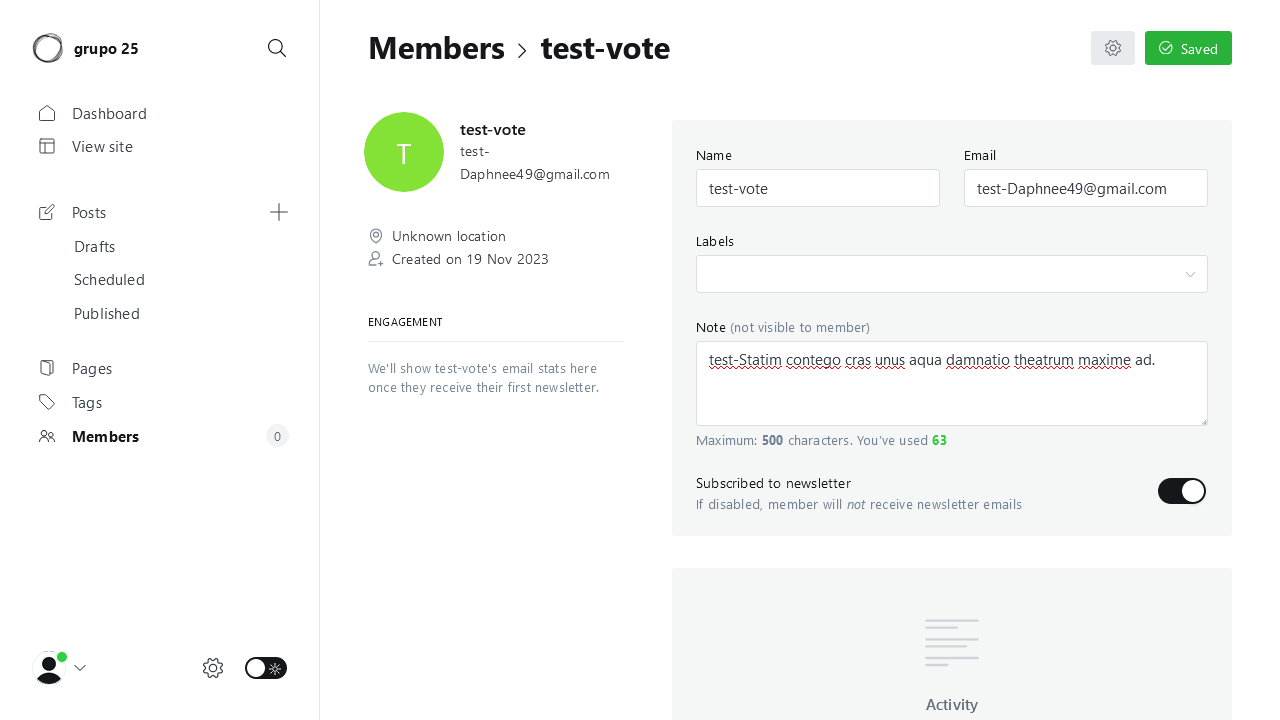 grupo 25
Dashboard
View site
Posts
Drafts
Scheduled
Published
Pages
Tags
Members
0
Members
test-vote
Saved
T
test-vote
test-
Daphnee49@gmail.com
Unknown location
Created on 19 Nov 2023
ENGAGEMENT
We'll show test-vote's email stats here
once they receive their first newsletter.
Name
Email
test-vote
test-Daphnee49@gmail.com
Labels
Note (not visible to member)
test-Statim contego cras unus aqua damnatio theatrum maxime ad.
Maximum: 500 characters. You've used 63
Subscribed to newsletter
If disabled, member will not receive newsletter emails
Activity